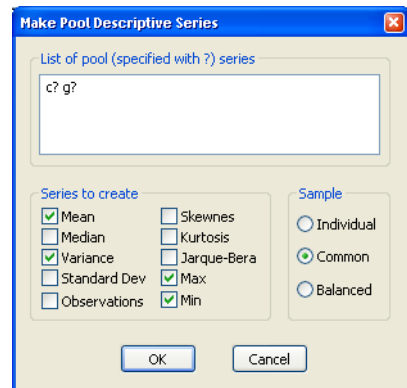 Make Pool Descriptive Series
List of pool (specified with ?) series
c? g?
Series to create
Mean
Median
Variance
Standard Dev
Observations
Skewnes
Kurtosis
Jarque-Bera
Max
Min
Sample
Individual
Common
Balanced
OK
Cancel